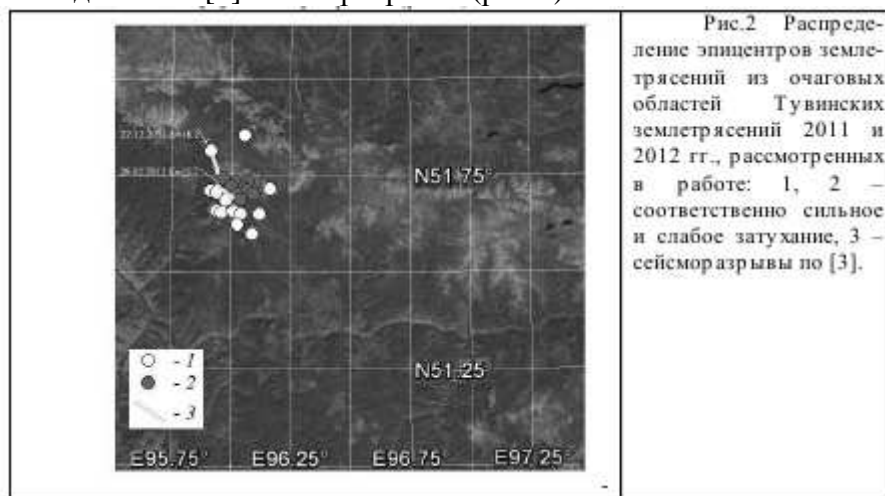 Рис.2 Распреде-
ление эпицентров земле-
трясений из очаговых
областей Тувинских
землетрясений 2011 и
2012 гг., рассмотренных
в работе: 1, 2 –
соответственно сильное
и слабое затухание, 3 –
сейсморазрывы по [3].
N51.75°
N51.25°
- 1
- 2
- 3
E95.75° E96.25° E96.75° E97.25°
-